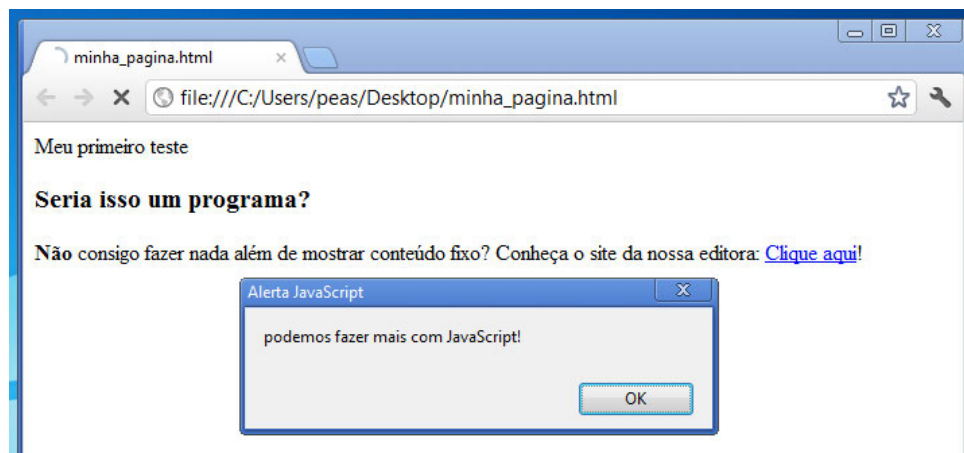 minha_pagina.html
file:///C:/Users/peas/Desktop/minha_pagina.html
Meu primeiro teste
Seria isso um programa?
Não consigo fazer nada além de mostrar conteúdo fixo? Conheça o site da nossa editora: Clique aqui!
Alerta JavaScript
podemos fazer mais com JavaScript!
OK